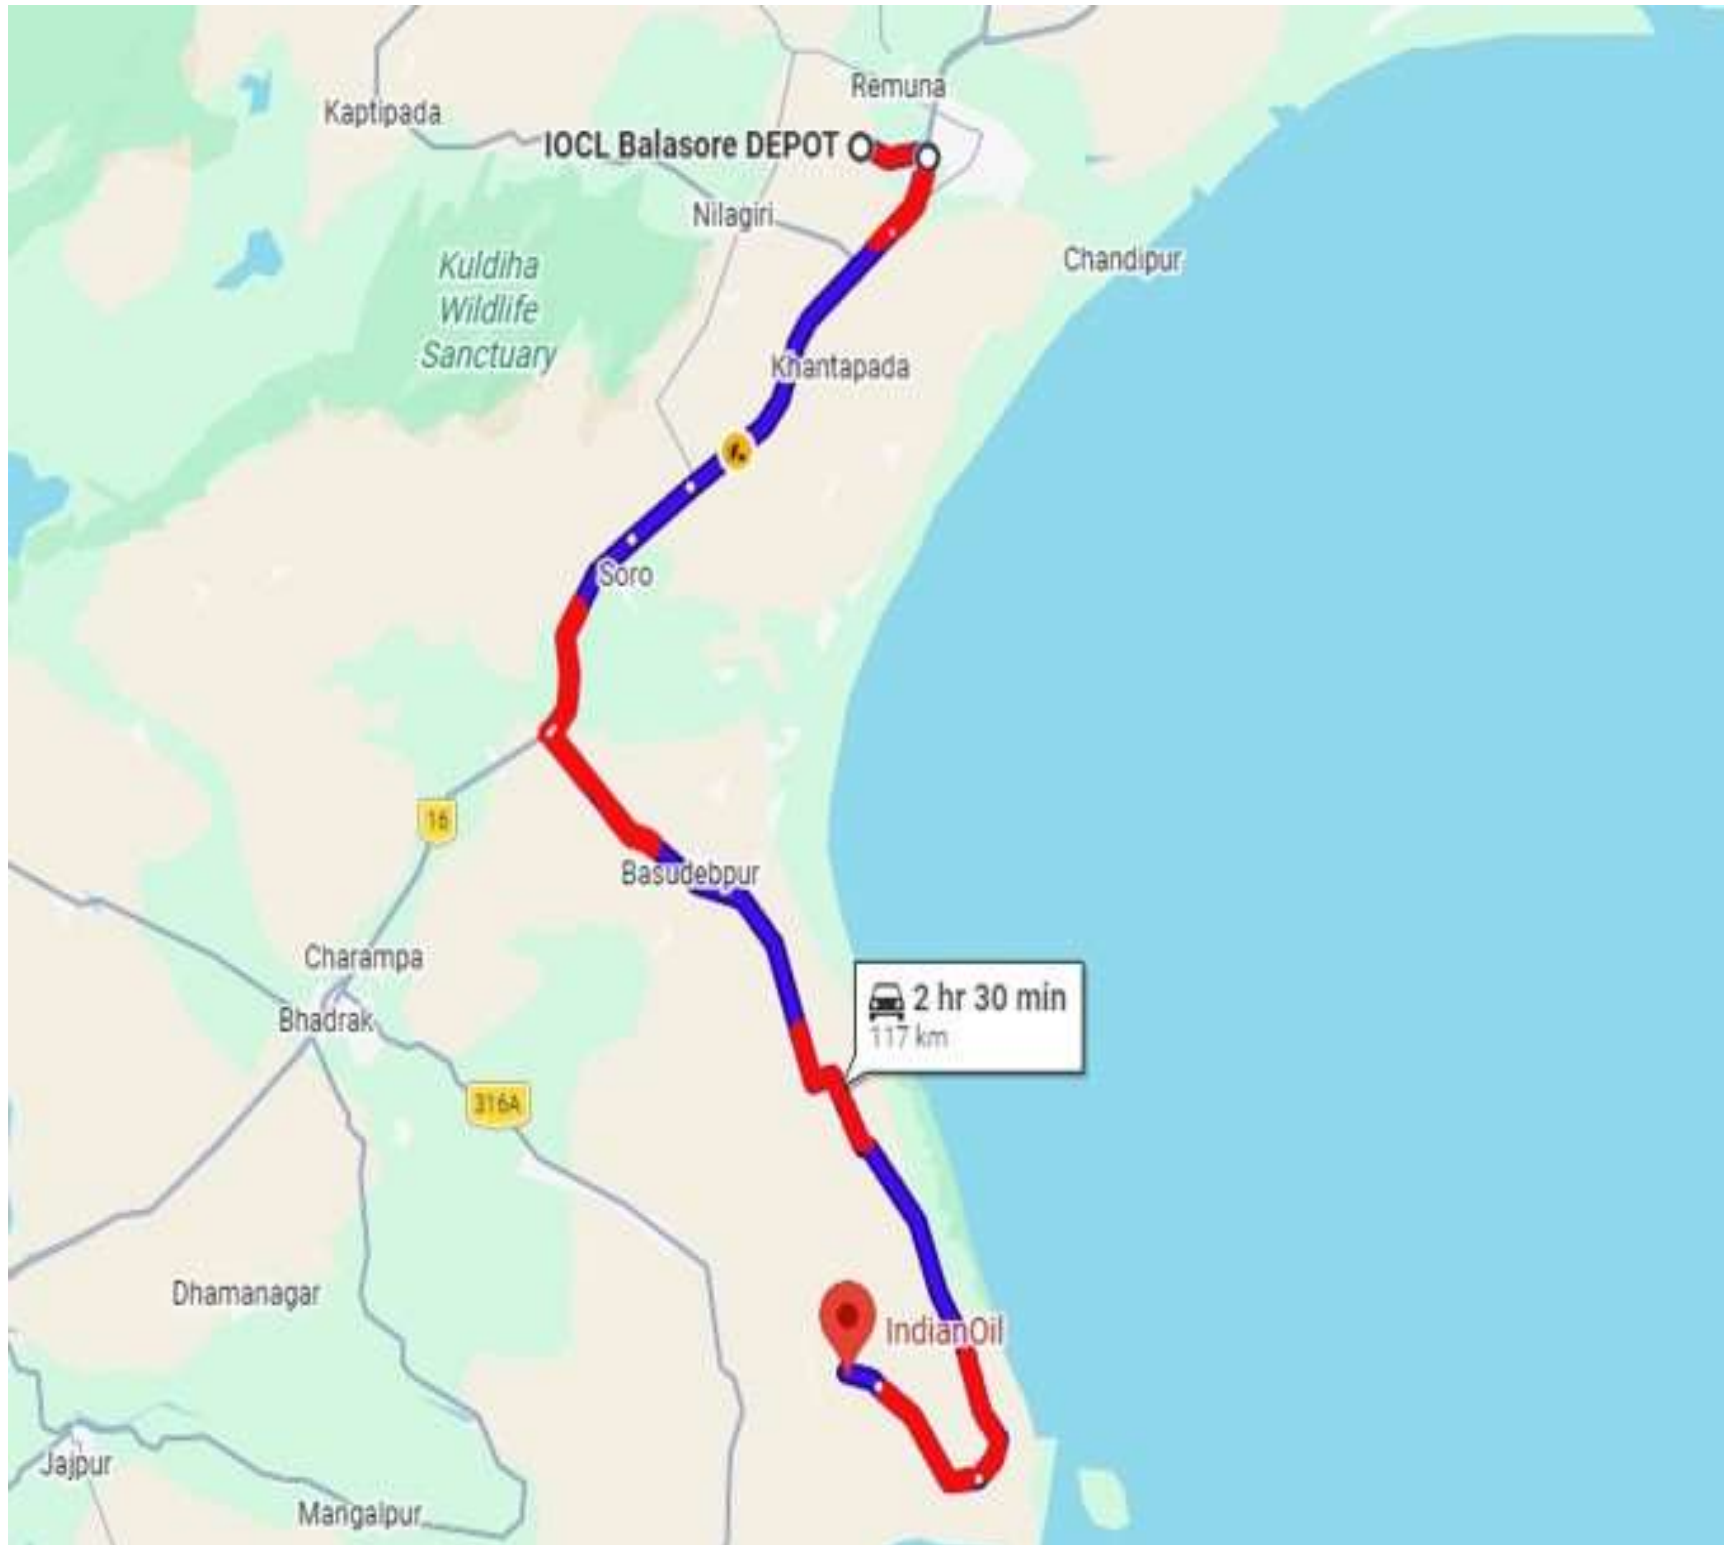 Remuna
Kaptipada
IOCL Balasore DEPOT
Nilagiri
Chandipur
Kuldiha
Wildlife
Sanctuary
Khantapada
Soro
16
Basudebpur
Charampa
2 hr 30 min
117 km
Bhadrak
316A
Dhamanagar
IndianOil
Jajpur
Mangalpur